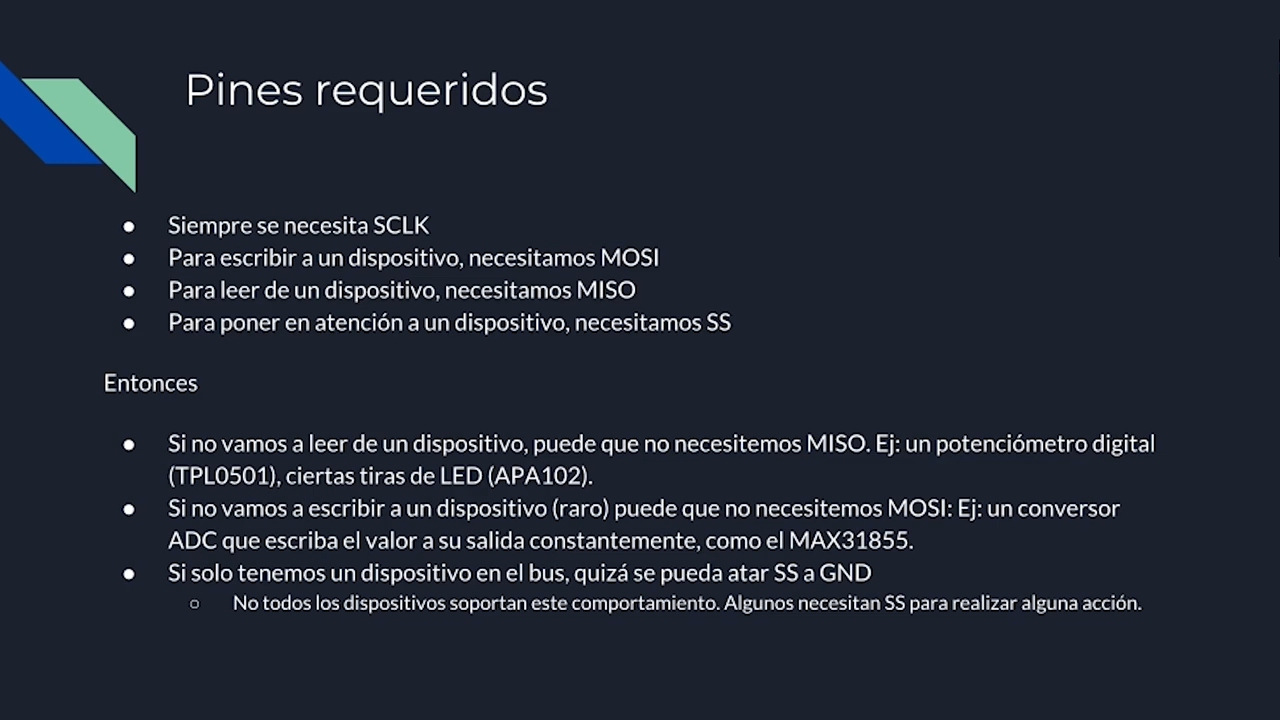 Pines requeridos
● Siempre se necesita SCLK
● Para escribir a un dispositivo, necesitamos MOSI
● Para leer de un dispositivo, necesitamos MISO
● Para poner en atención a un dispositivo, necesitamos SS
Entonces
● Si no vamos a leer de un dispositivo, puede que no necesitemos MISO. Ej: un potenciómetro digital
(TPL0501), ciertas tiras de LED (APA102).
● Si no vamos a escribir a un dispositivo (raro) puede que no necesitemos MOSI: Ej: un conversor
ADC que escriba el valor a su salida constantemente, como el MAX31855.
● Si solo tenemos un dispositivo en el bus, quizá se pueda atar SS a GND
○ No todos los dispositivos soportan este comportamiento. Algunos necesitan SS para realizar alguna acción.